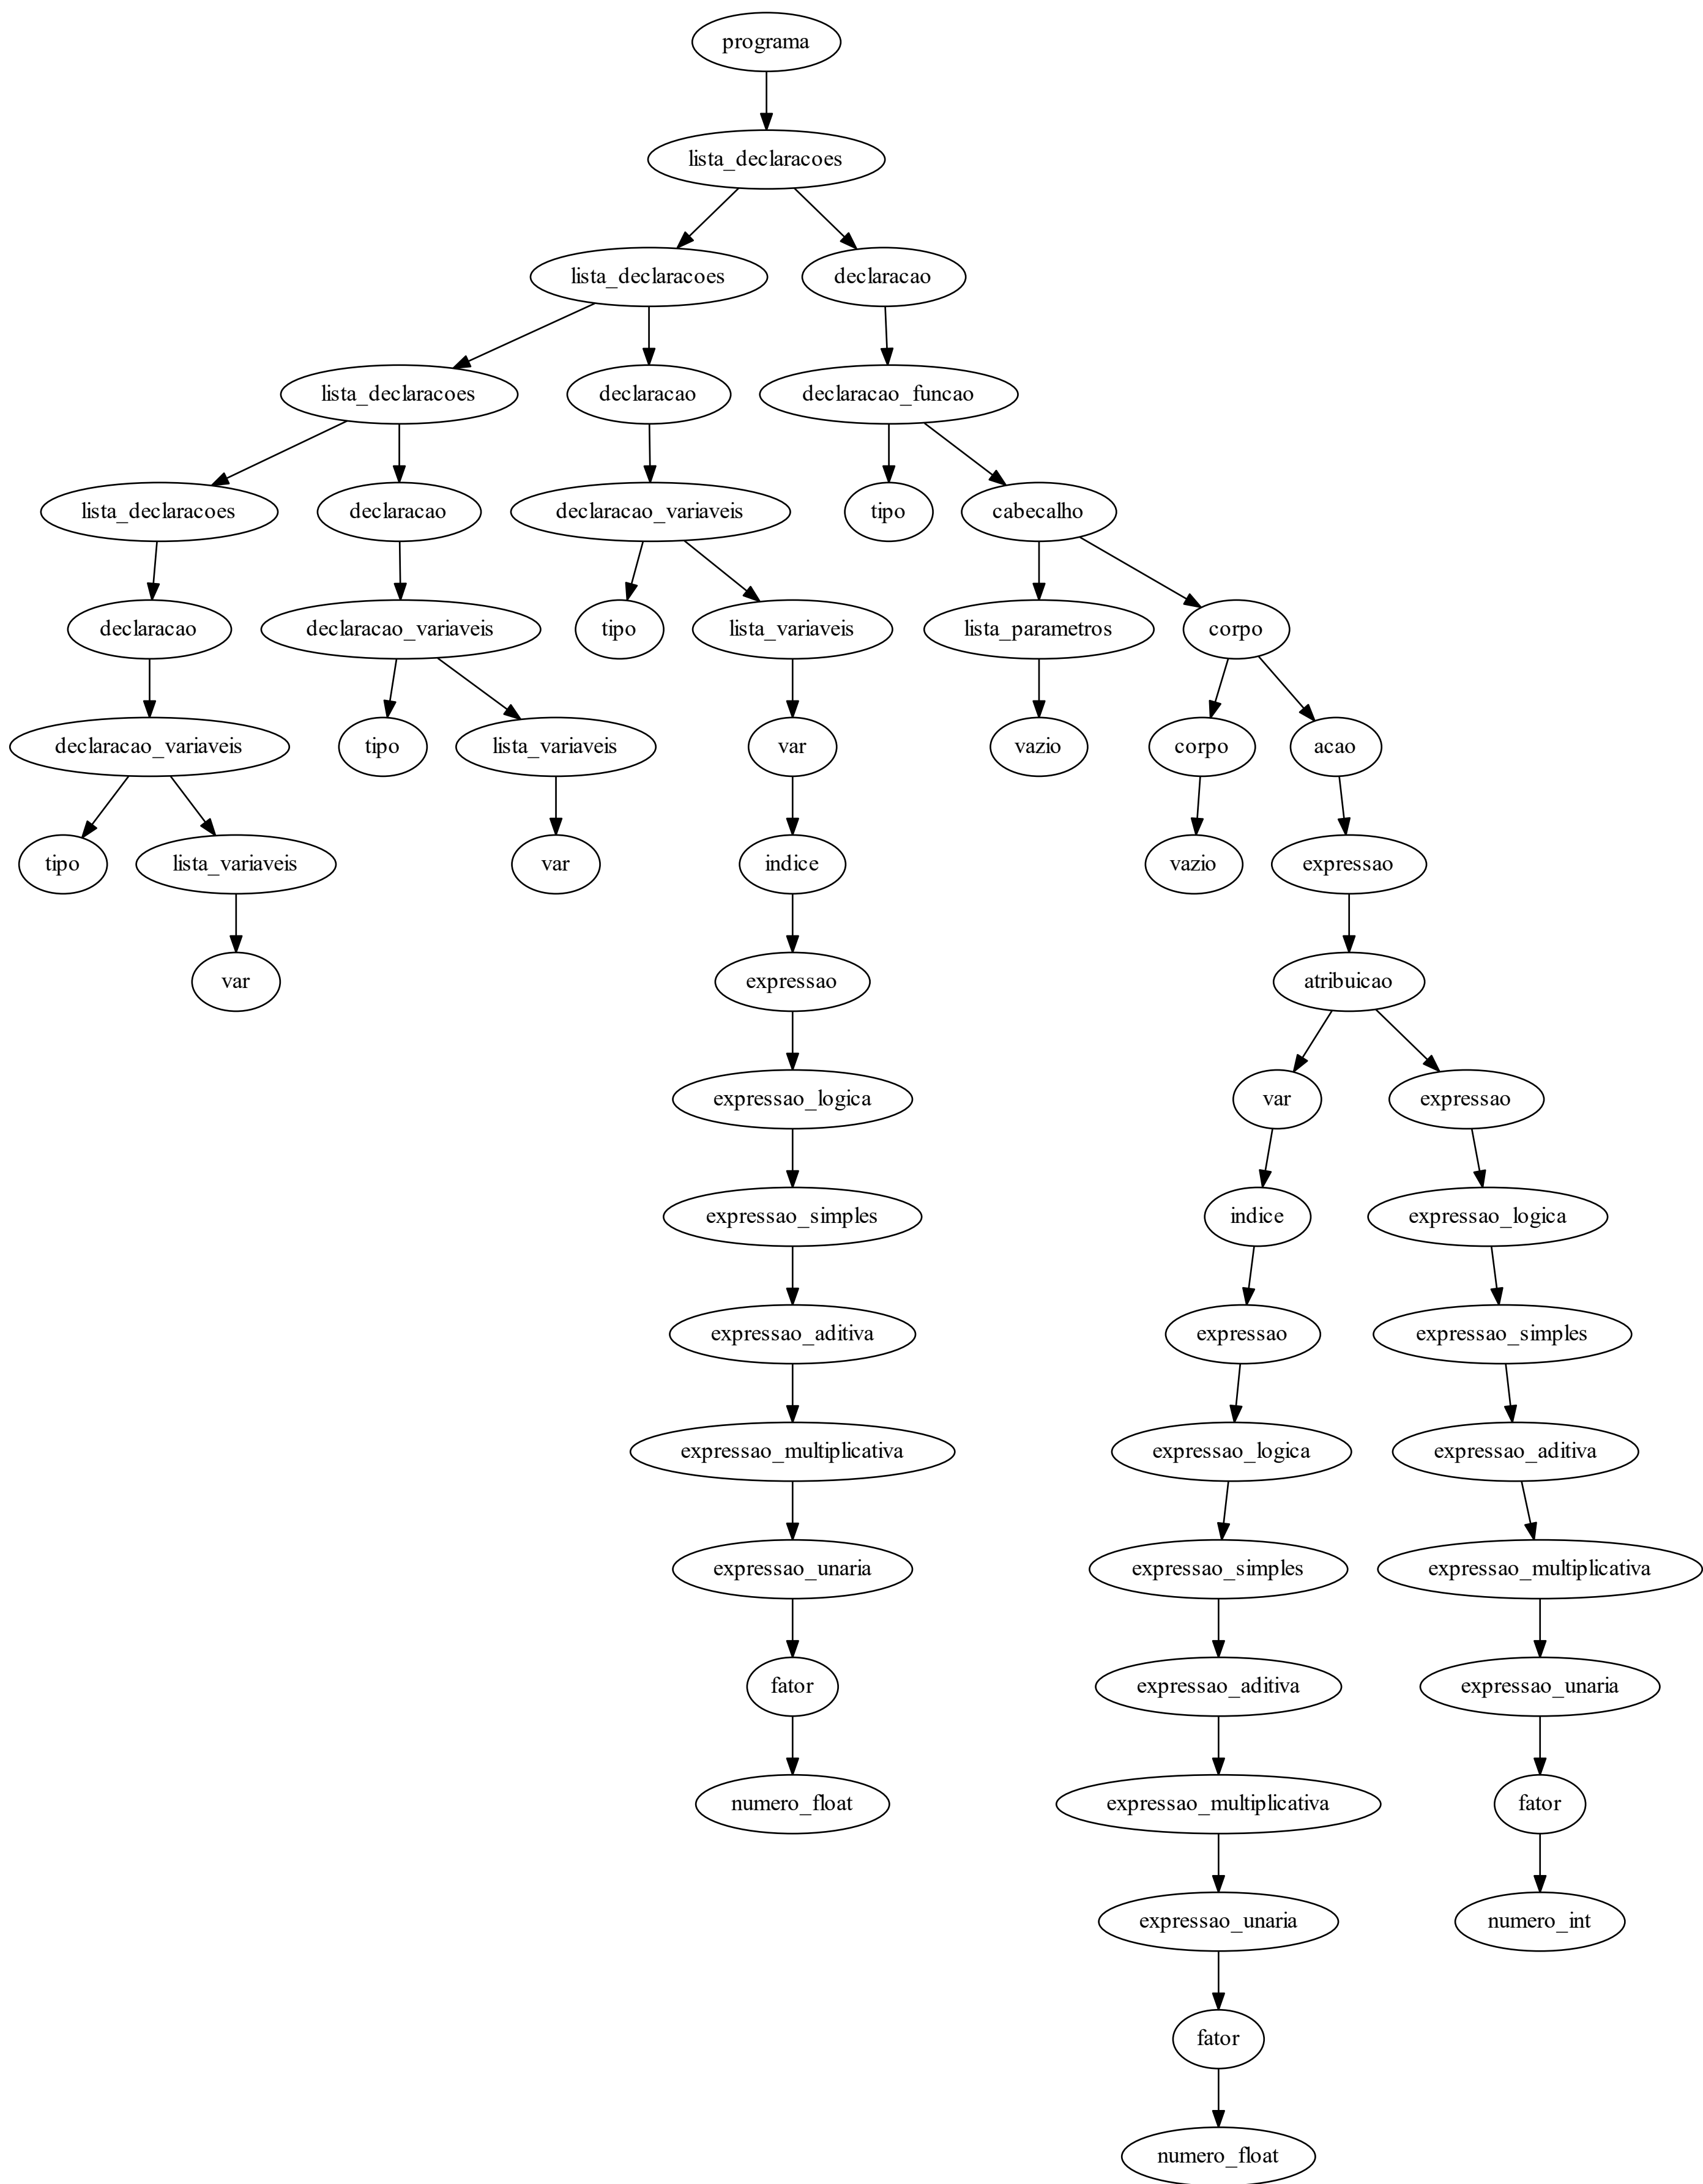 programa
lista_declaracoes
lista_declaracoes
declaracao
lista_declaracoes
declaracao
declaracao_funcao
lista_declaracoes
declaracao
declaracao_variaveis
tipo
cabecalho
declaracao
declaracao_variaveis
tipo
lista_variaveis
lista_parametros
corpo
declaracao_variaveis
tipo
lista_variaveis
var
vazio
corpo
acao
tipo
lista_variaveis
var
indice
vazio
expressao
var
expressao
atribuicao
expressao_logica
var
expressao
expressao_simples
indice
expressao_logica
expressao_aditiva
expressao
expressao_simples
expressao_multiplicativa
expressao_logica
expressao_aditiva
expressao_unaria
expressao_simples
expressao_multiplicativa
fator
expressao_aditiva
expressao_unaria
numero_float
expressao_multiplicativa
fator
expressao_unaria
numero_int
fator
numero_float